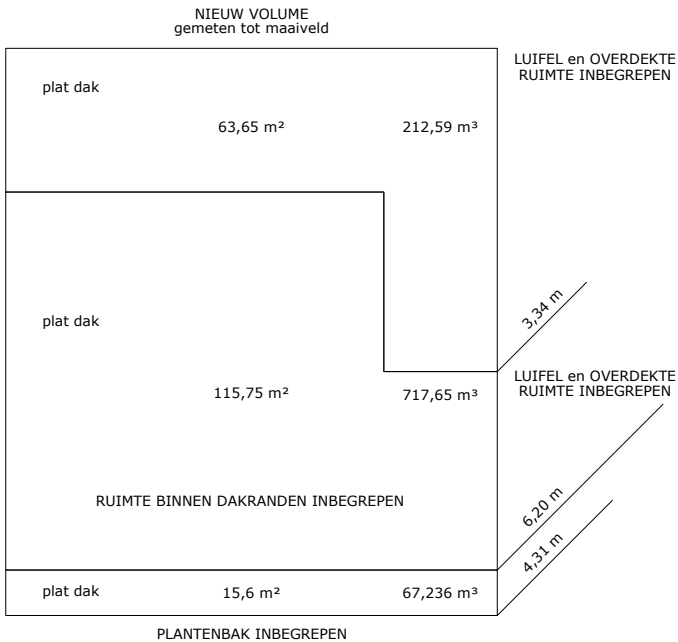 NIEUW VOLUME
gemeten tot maaiveld
LUIFEL en OVERDEKTE
RUIMTE INBEGREPEN
plat dak
63,65 m²
212,59 m³
3,34 m
plat dak
LUIFEL en OVERDEKTE
RUIMTE INBEGREPEN
115,75 m²
717,65 m³
RUIMTE BINNEN DAKRANDEN INBEGREPEN
6,20 m
4,31 m
plat dak
15,6 m²
67,236 m³
PLANTENBAK INBEGREPEN